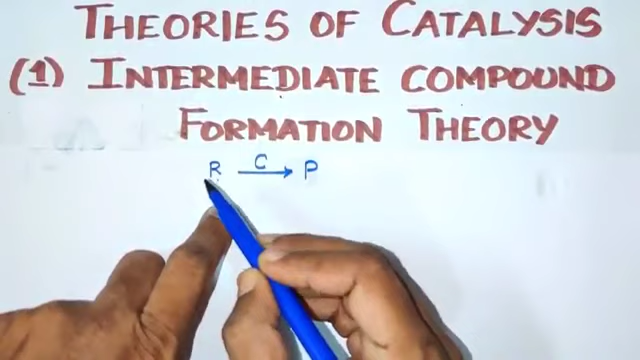 THEORIES OF CATALYSIS
(1) INTERMEDIATE COMPOUND
FORMATION THEORY
R C→ P